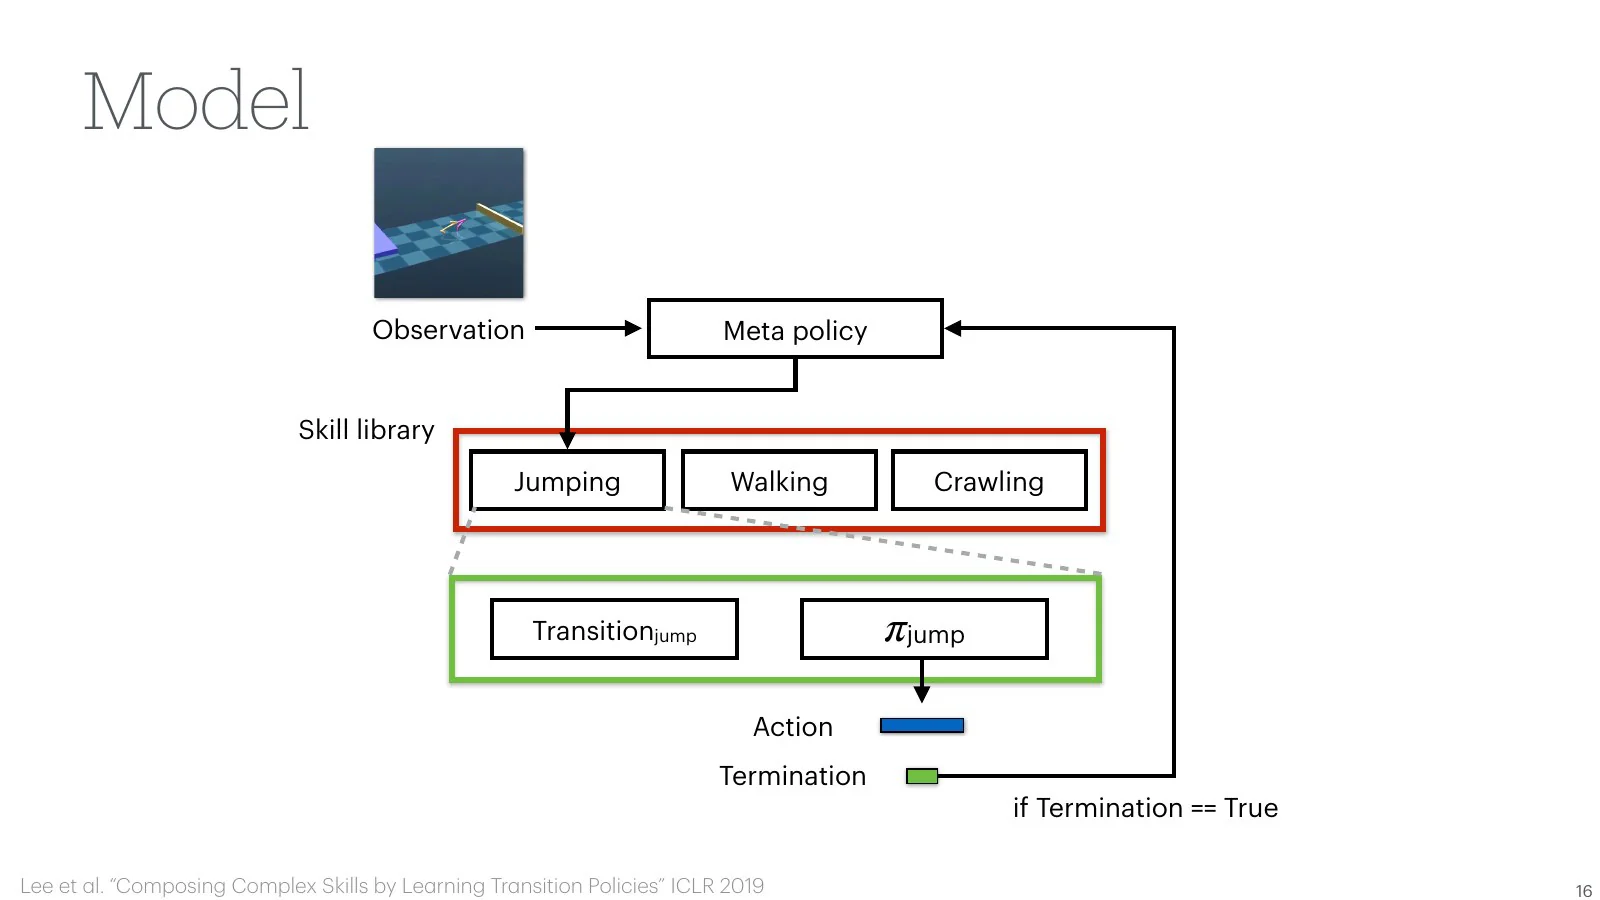 Model
Observation
Meta policy
Skill library
Jumping
Walking
Crawling
Transitionjump
πjump
Action
Termination
if Termination == True
Lee et al. “Composing Complex Skills by Learning Transition Policies” ICLR 2019
16